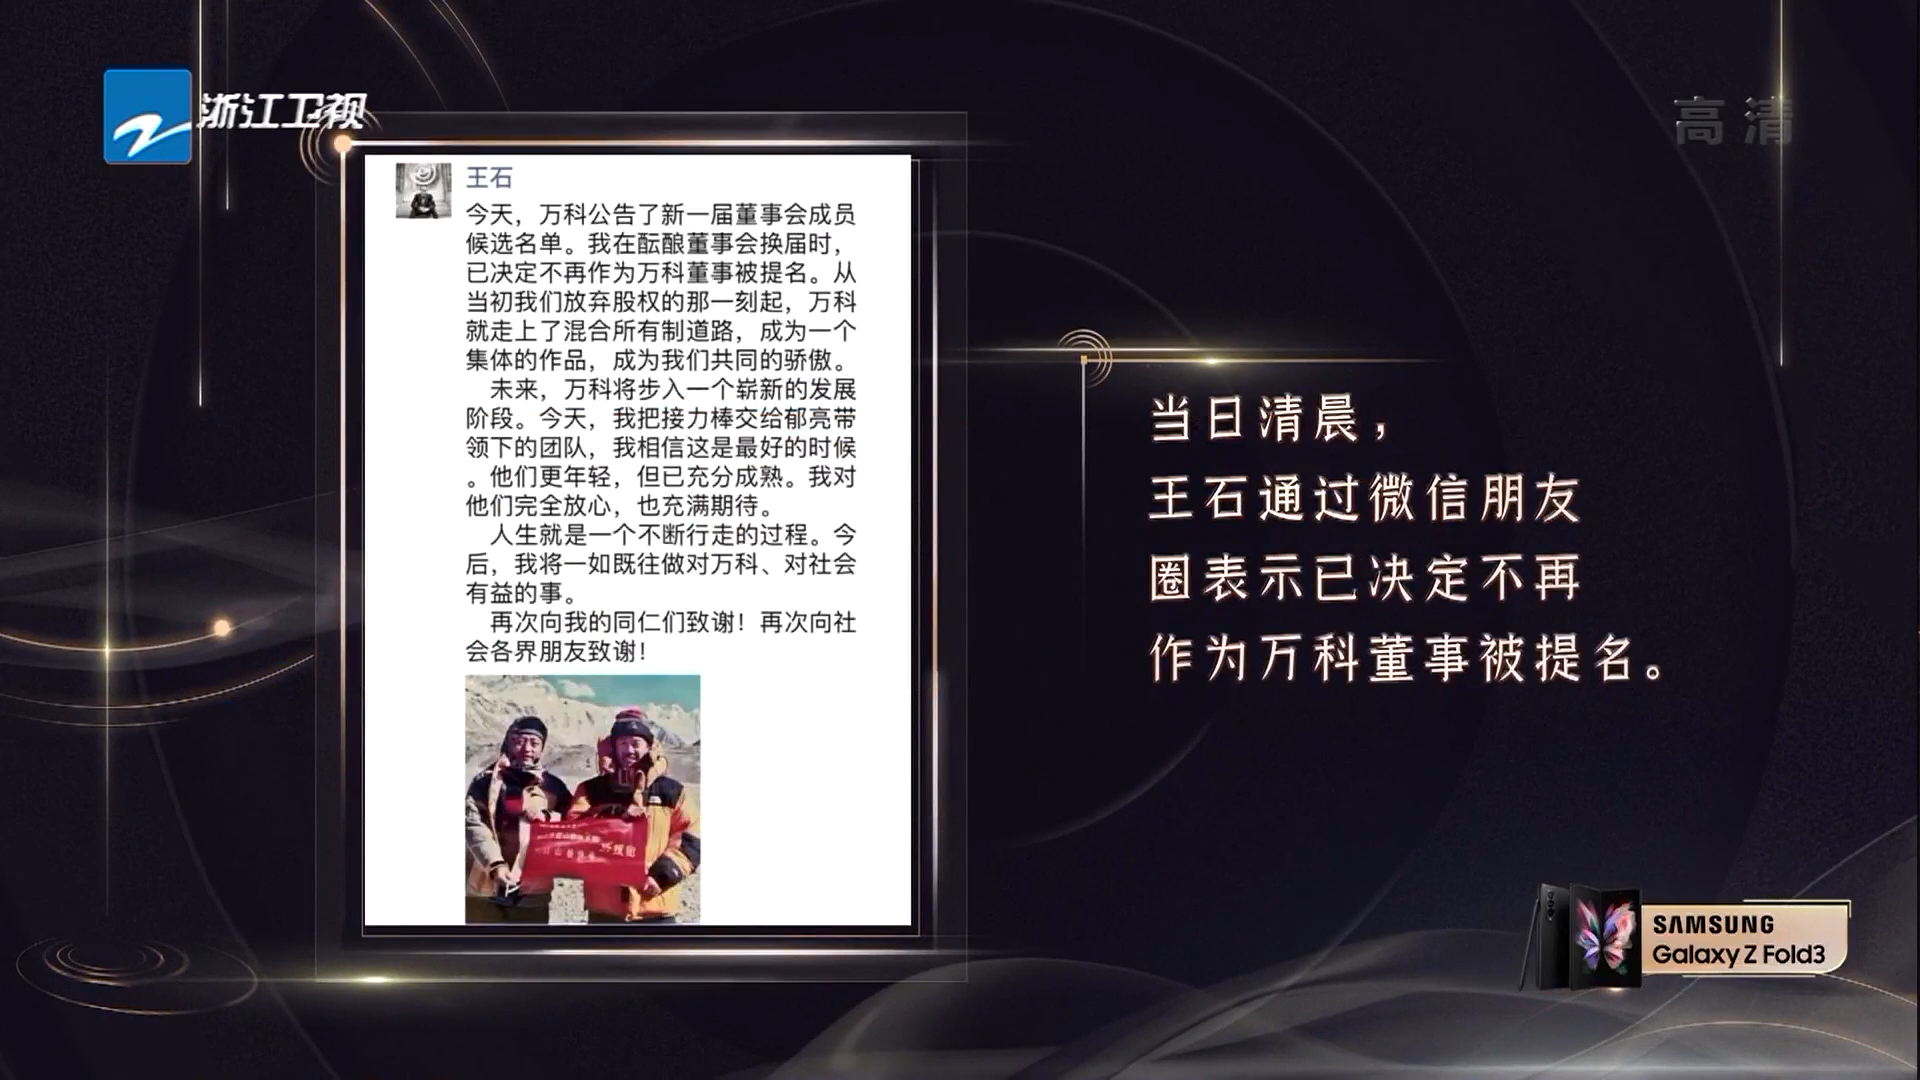 浙江卫视
高清
王石
今天，万科公告了新一届董事会成员
候选名单。我在酝酿董事会换届时，
已决定不再作为万科董事被提名。从
当初我们放弃股权的那一刻起，万科
就走上了混合所有制道路，成为一个
集体的作品，成为我们共同的骄傲。
未来，万科将步入一个崭新的发展
阶段。今天，我把接力棒交给郁亮带
领下的团队，我相信这是最好的时候
。他们更年轻，但已充分成熟。我对
他们完全放心，也充满期待。
人生就是一个不断行走的过程。今
后，我将一如既往做对万科、对社会
有益的事。
再次向我的同仁们致谢！再次向社
会各界朋友致谢！
当日清晨，
王石通过微信朋友
圈表示已决定不再
作为万科董事被提名。
SAMSUNG
Galaxy Z Fold3